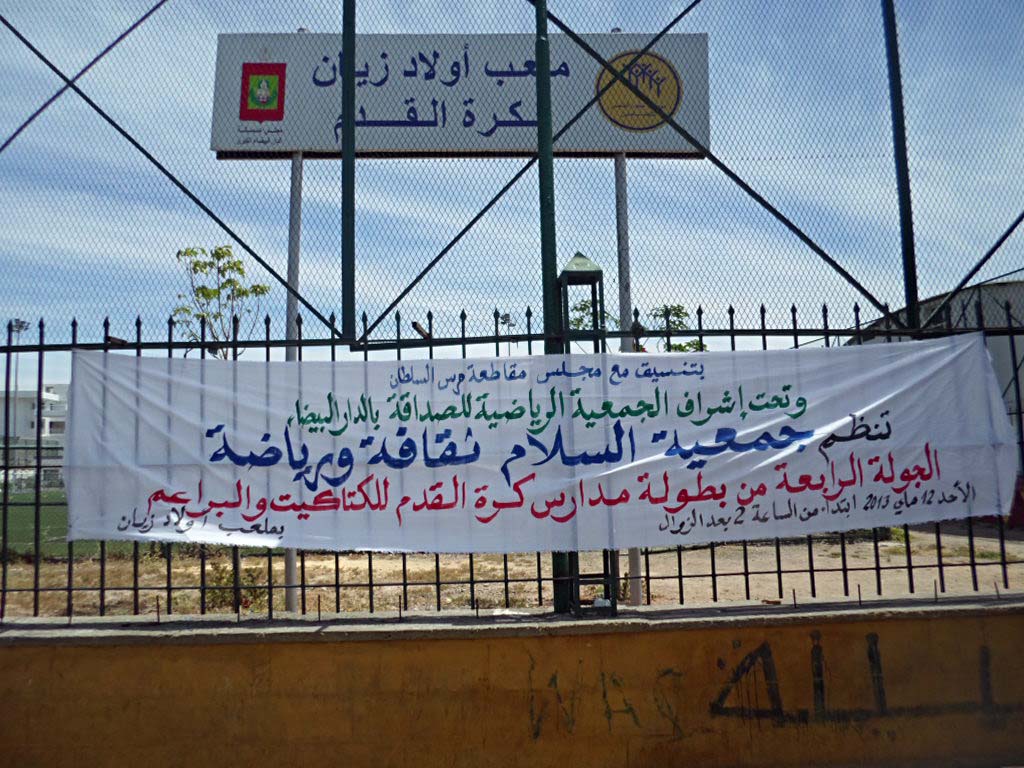 ملعب أولاد زيان
لكرة القدم
بتنسيق مع مجلس مقاطعة مرس السلطان
وتحت إشراف الجمعية الرياضية للصداقة بالدار البيضاء
تنظم جمعية السلام ثقافة ورياضة
الجولة الرابعة من بطولة مدارس كرة القدم للكتاكيت والبراعم
الأحد 12 ماي 2013 ابتداء من الساعة 2 بعد الزوال
بملعب اولاد زيان